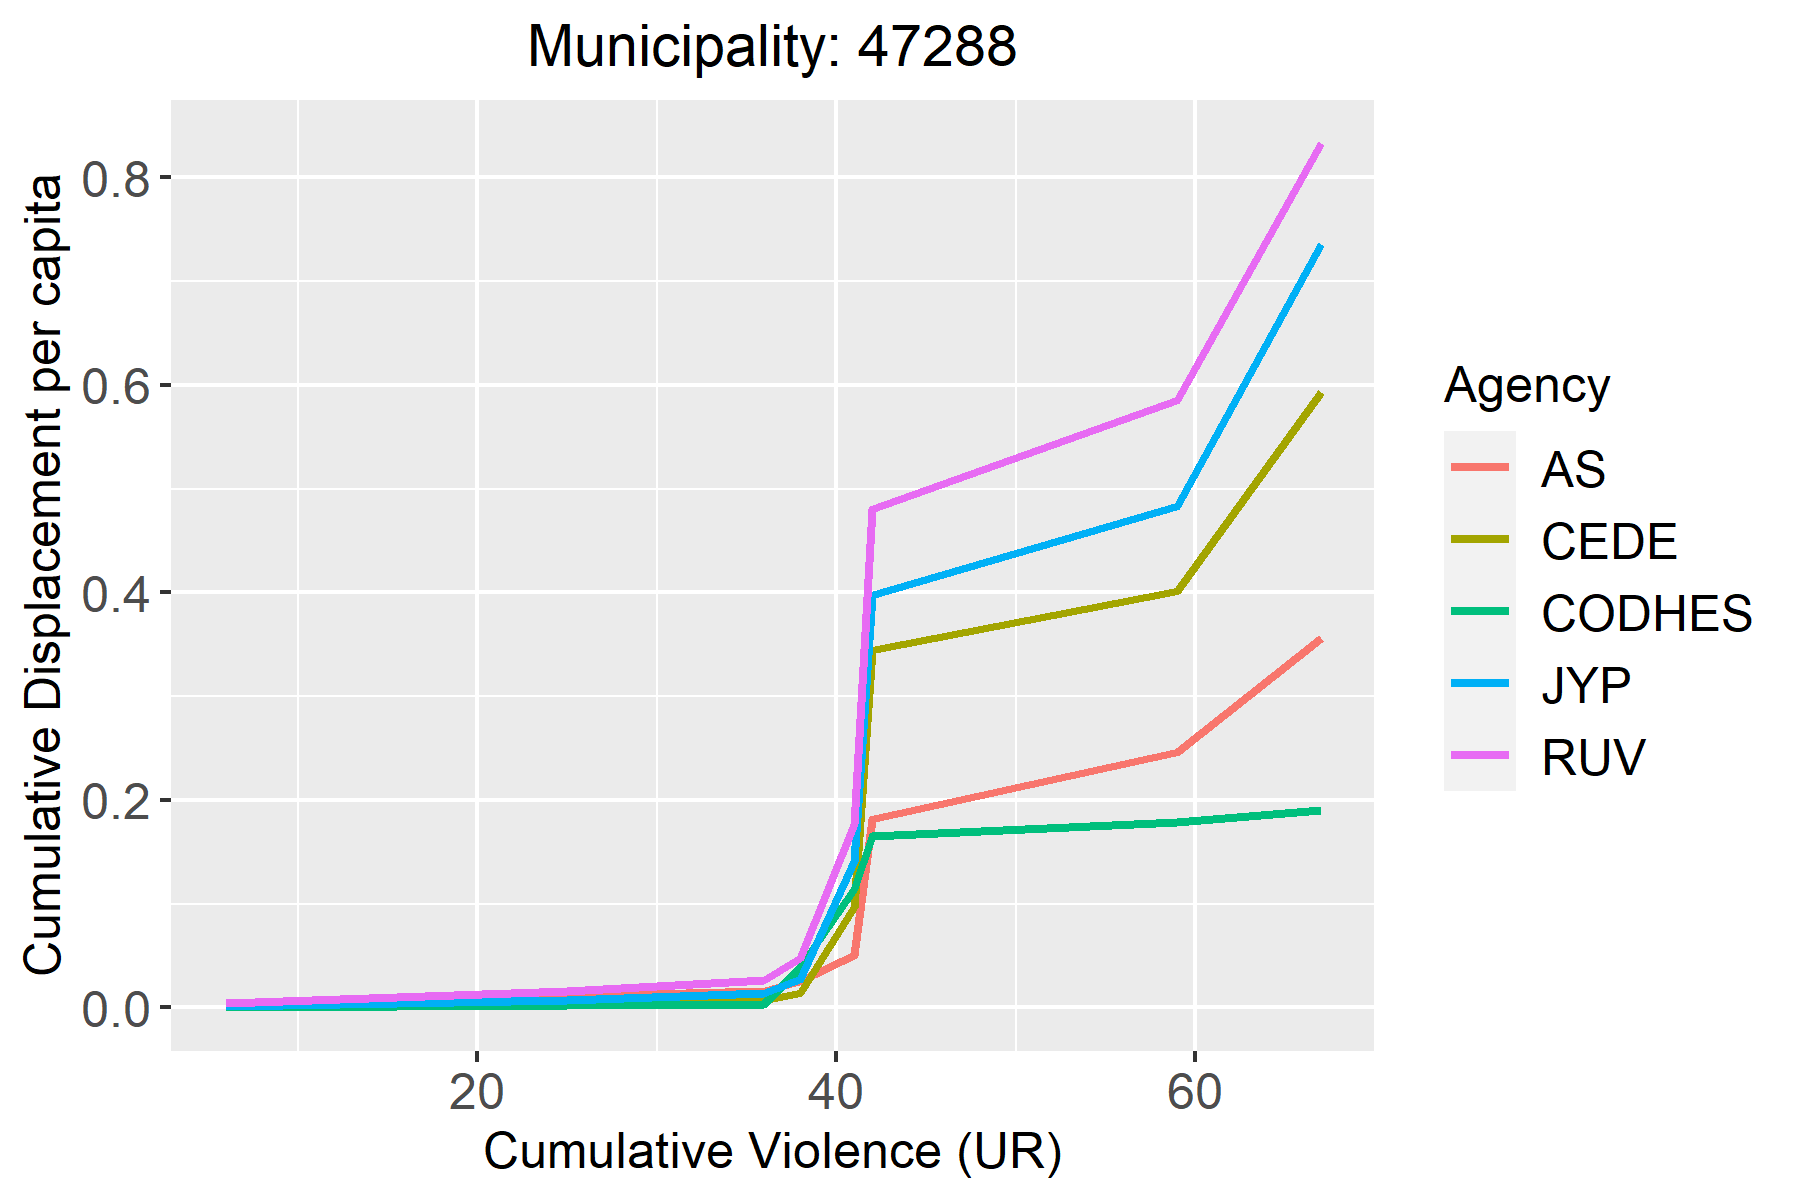 Municipality: 47288
Cumulative Displacement per capita
0.8
0.6
0.4
0.2
0.0
20 40 60
Cumulative Violence (UR)
Agency
AS
CEDE
CODHES
JYP
RUV